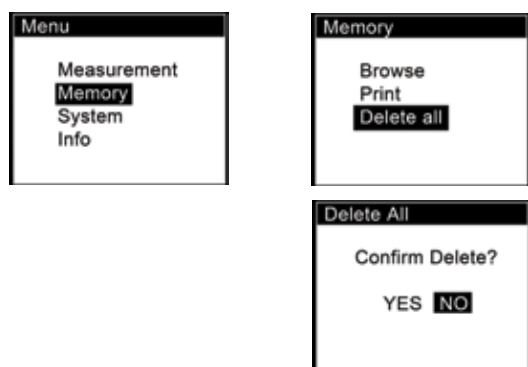 Menu
Measurement
Memory
System
Info
Memory
Browse
Print
Delete all
Delete All
Confirm Delete?
YES NO